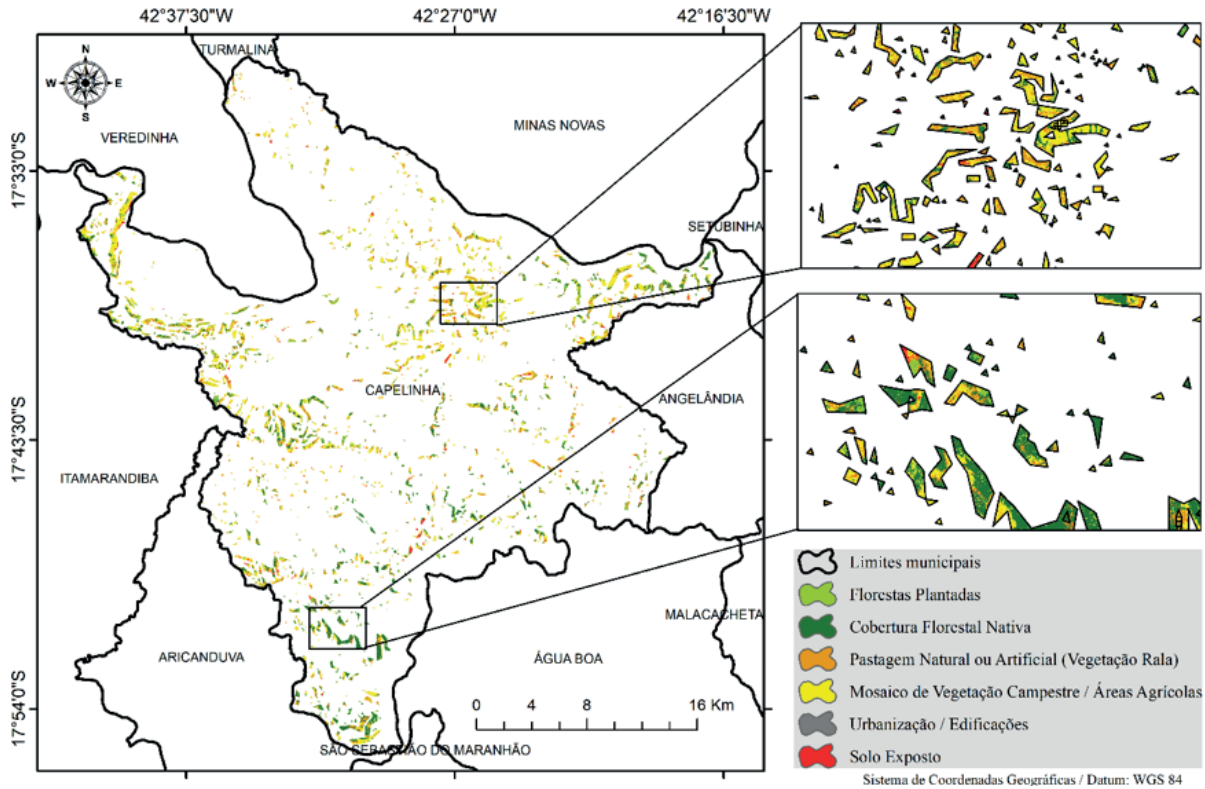 42°37'30"W
42°27'0"W
42°16'30"W
N
W
E
S
TURMALINA
VEREDINHA
MINAS NOVAS
17°33'0"S
SETUBINHA
CAPELINHA
ANGELÂNDIA
17°43'30"S
ITAMARANDIBA
MALACACHETA
ARICANDUVA
ÁGUA BOA
0 4 8 16 Km
17°54'0"S
SÃO SEBASTIÃO DO MARANHÃO
Limites municipais
Florestas Plantadas
Cobertura Florestal Nativa
Pastagem Natural ou Artificial (Vegetação Rala)
Mosaico de Vegetação Campestre / Áreas Agrícolas
Urbanização / Edificações
Solo Exposto
Sistema de Coordenadas Geográficas / Datum: WGS 84